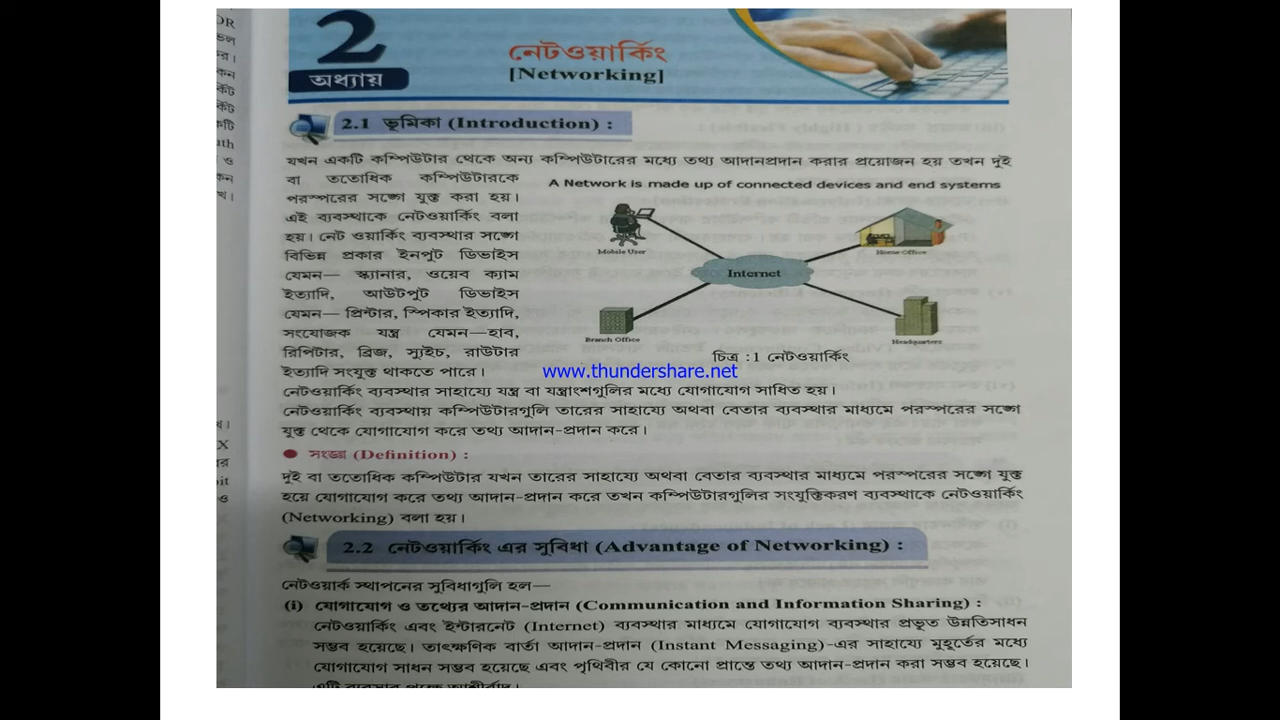 2
অধ্যায়
নেটওয়ার্কিং
[Networking]
2.1 ভূমিকা (Introduction) :
যখন একটি কম্পিউটার থেকে অন্য কম্পিউটারের মধ্যে তথ্য আদানপ্রদান করার প্রয়োজন হয় তখন দুই
বা ততোধিক কম্পিউটারকে
পরস্পরের সঙ্গে যুক্ত করা হয়।
এই ব্যবস্থাকে নেটওয়ার্কিং বলা
হয়। নেট ওয়ার্কিং ব্যবস্থার সঙ্গে
বিভিন্ন প্রকার ইনপুট ডিভাইস
যেমন— স্ক্যানার, ওয়েব ক্যাম
ইত্যাদি, আউটপুট ডিভাইস
যেমন— প্রিন্টার, স্পিকার ইত্যাদি,
সংযোজক যন্ত্র যেমন—হাব,
রিপিটার, ব্রিজ, স্যুইচ, রাউটার
ইত্যাদি সংযুক্ত থাকতে পারে।
A Network is made up of connected devices and end systems
Mobile User
Home Office
Internet
Branch Office
Headquarters
চিত্র :1 নেটওয়ার্কিং
www.thundershare.net
নেটওয়ার্কিং ব্যবস্থার সাহায্যে যন্ত্র বা যন্ত্রাংশগুলির মধ্যে যোগাযোগ সাধিত হয়।
নেটওয়ার্কিং ব্যবস্থায় কম্পিউটারগুলি তারের সাহায্যে অথবা বেতার ব্যবস্থার মাধ্যমে পরস্পরের সঙ্গে
যুক্ত থেকে যোগাযোগ করে তথ্য আদান-প্রদান করে।
● সংজ্ঞা (Definition) :
দুই বা ততোধিক কম্পিউটার যখন তারের সাহায্যে অথবা বেতার ব্যবস্থার মাধ্যমে পরস্পরের সঙ্গে যুক্ত
হয়ে যোগাযোগ করে তথ্য আদান-প্রদান করে তখন কম্পিউটারগুলির সংযুক্তিকরণ ব্যবস্থাকে নেটওয়ার্কিং
(Networking) বলা হয়।
2.2 নেটওয়ার্কিং এর সুবিধা (Advantage of Networking) :
নেটওয়ার্ক স্থাপনের সুবিধাগুলি হল—
(i) যোগাযোগ ও তথ্যের আদান-প্রদান (Communication and Information Sharing) :
নেটওয়ার্কিং এবং ইন্টারনেট (Internet) ব্যবস্থার মাধ্যমে যোগাযোগ ব্যবস্থার প্রভূত উন্নতিসাধন
সম্ভব হয়েছে। তাৎক্ষণিক বার্তা আদান-প্রদান (Instant Messaging)-এর সাহায্যে মুহূর্তের মধ্যে
যোগাযোগ সাধন সম্ভব হয়েছে এবং পৃথিবীর যে কোনো প্রান্তে তথ্য আদান-প্রদান করা সম্ভব হয়েছে।